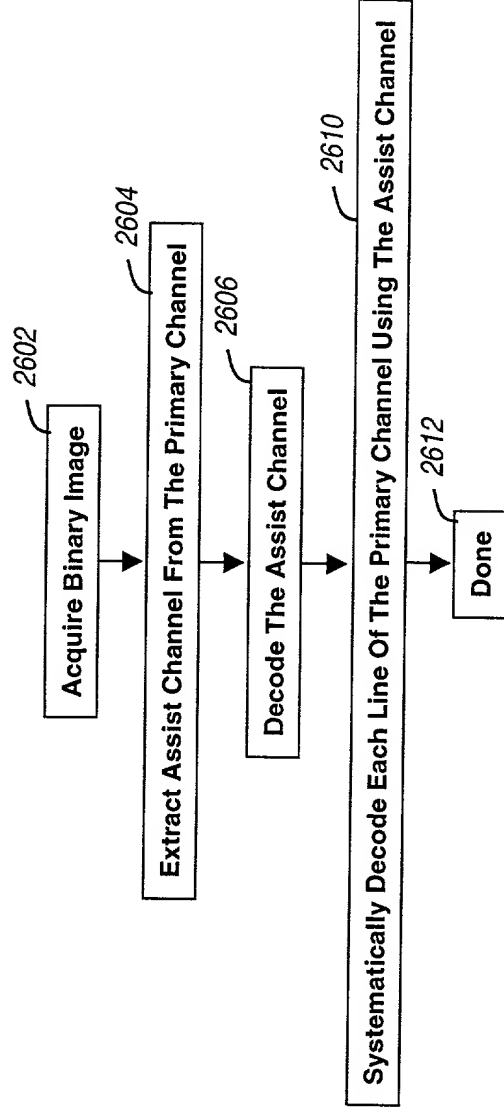 2602
Acquire Binary Image
2604
Extract Assist Channel From The Primary Channel
2606
Decode The Assist Channel
2610
Systematically Decode Each Line Of The Primary Channel Using The Assist Channel
2612
Done